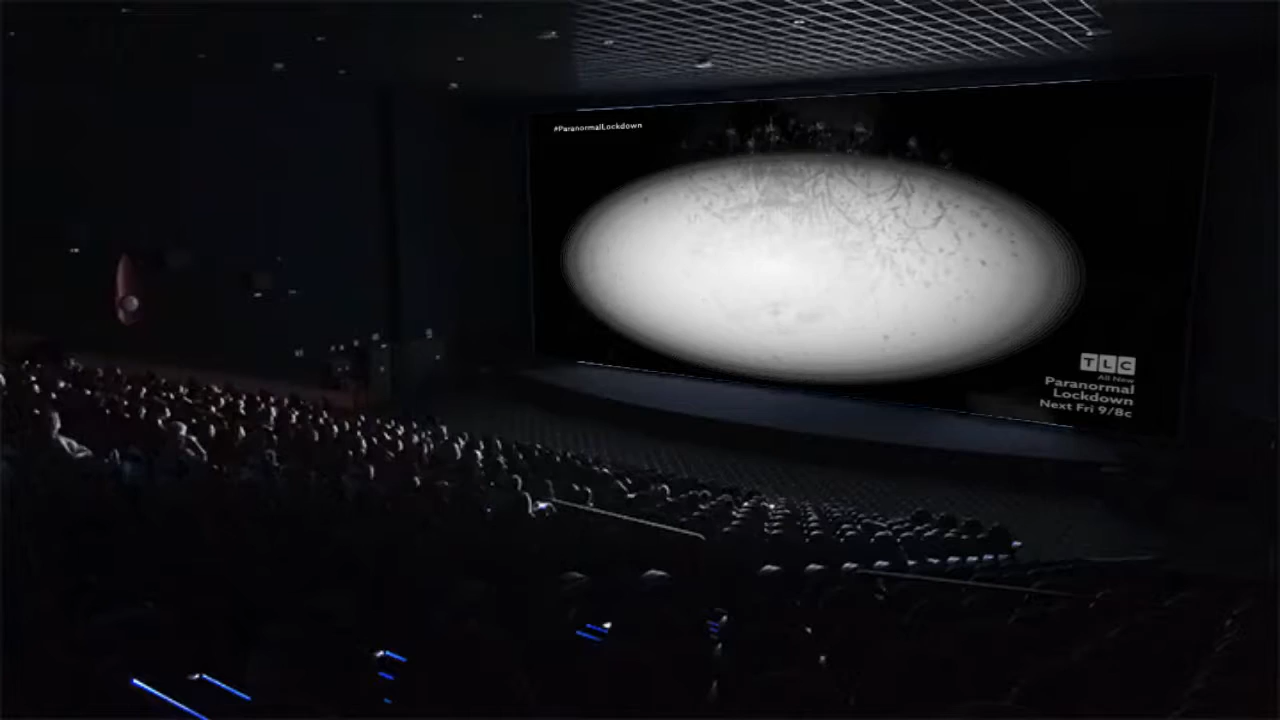 #ParanormalLockdown
TLC
All New
Paranormal
Lockdown
Next Fri 9/8c